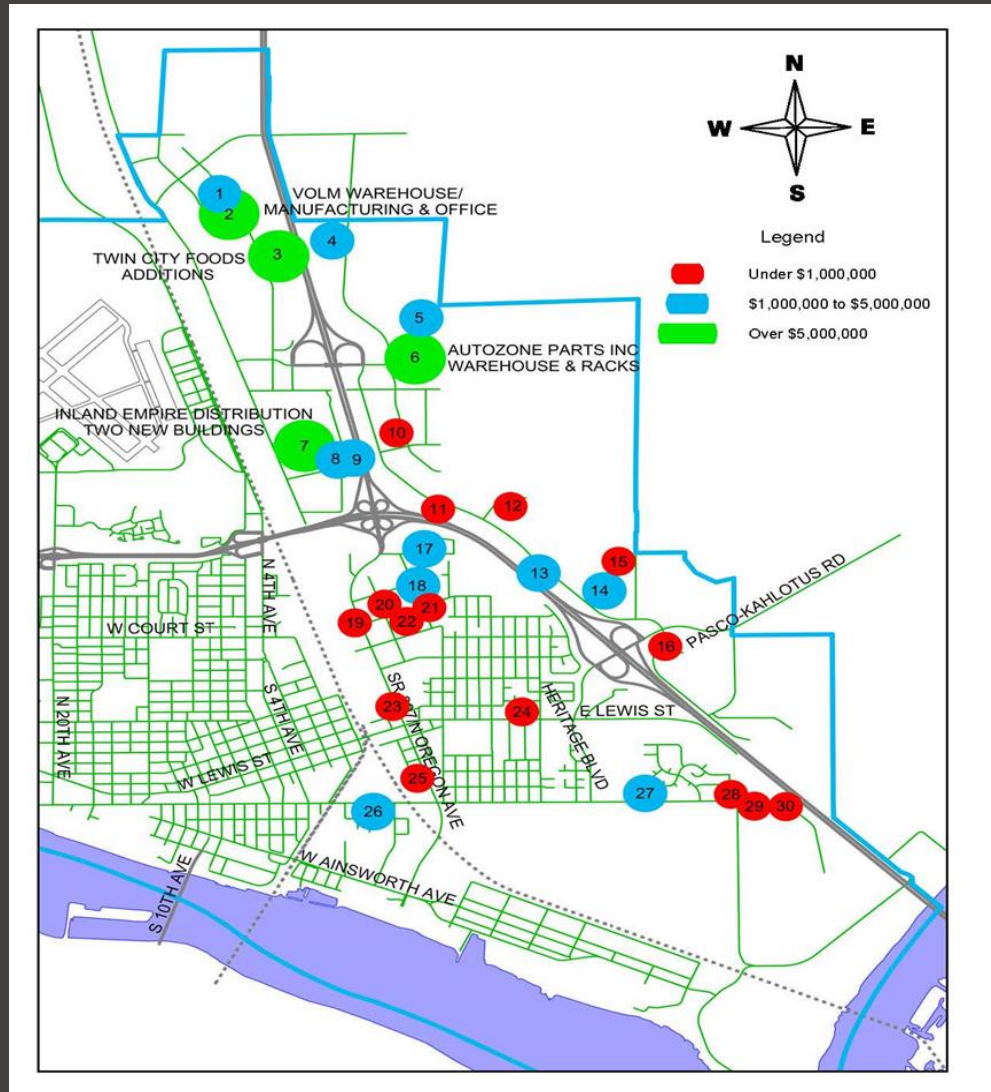 N
W
E
S
Legend
Under $1,000,000
$1,000,000 to $5,000,000
Over $5,000,000
1
2
VOLM WAREHOUSE/
MANUFACTURING & OFFICE
3
4
TWIN CITY FOODS
ADDITIONS
5
6
AUTOZONE PARTS INC
WAREHOUSE & RACKS
INLAND EMPIRE DISTRIBUTION
TWO NEW BUILDINGS
7
8
9
10
11
12
13
14
15
16
PASCO-KAHLOTUS RD
17
18
19
20
21
22
N 4TH AVE
W COURT ST
23
24
SR 397/N OREGON AVE
HERITAGE BLVD
E LEWIS ST
N 20TH AVE
S 4TH AVE
W LEWIS ST
25
26
27
28
29
30
W AINSWORTH AVE
S 10TH AVE